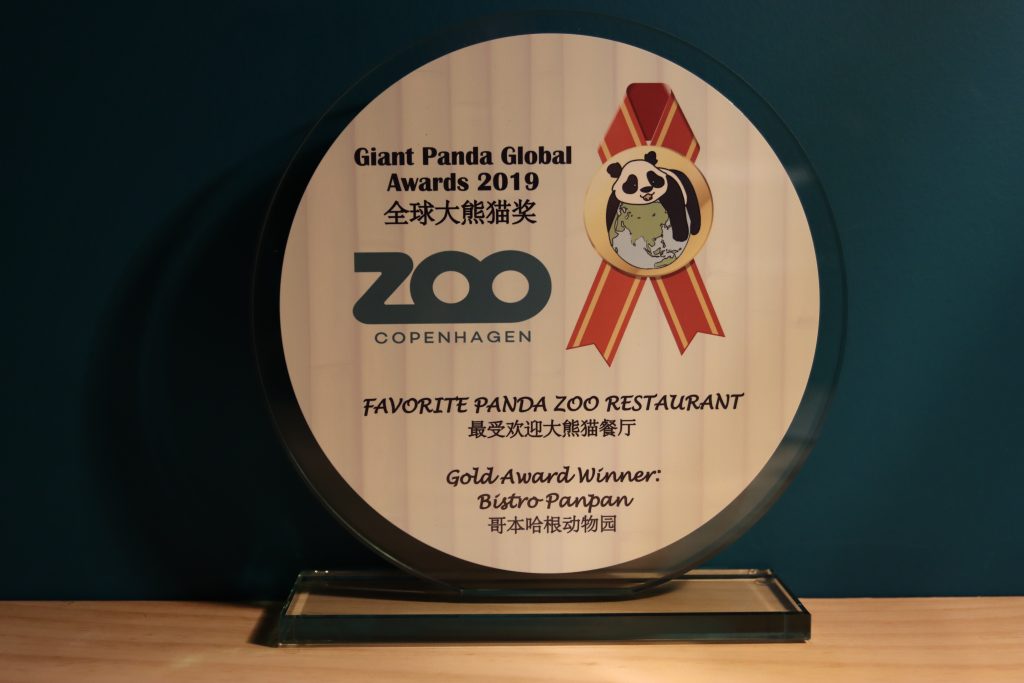 Giant Panda Global
Awards 2019
全球大熊猫奖
ZOO
COPENHAGEN
FAVORITE PANDA ZOO RESTAURANT
最受欢迎大熊猫餐厅
Gold Award Winner:
Bistro Panpan
哥本哈根动物园